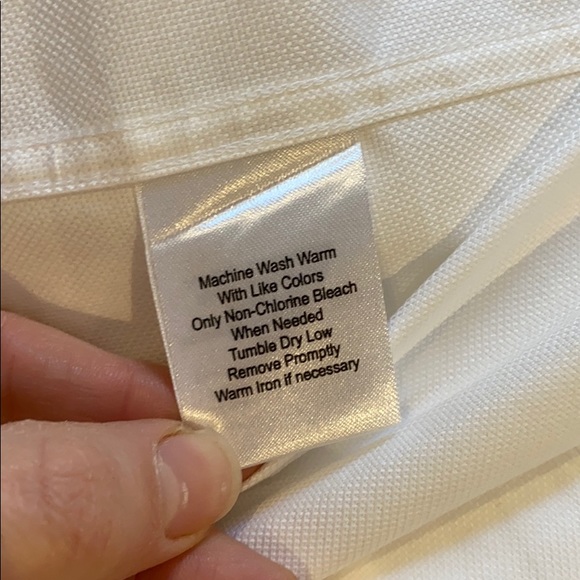 Machine Wash Warm
With Like Colors
Only Non-Chlorine Bleach
When Needed
Tumble Dry Low
Remove Promptly
Warm Iron if necessary